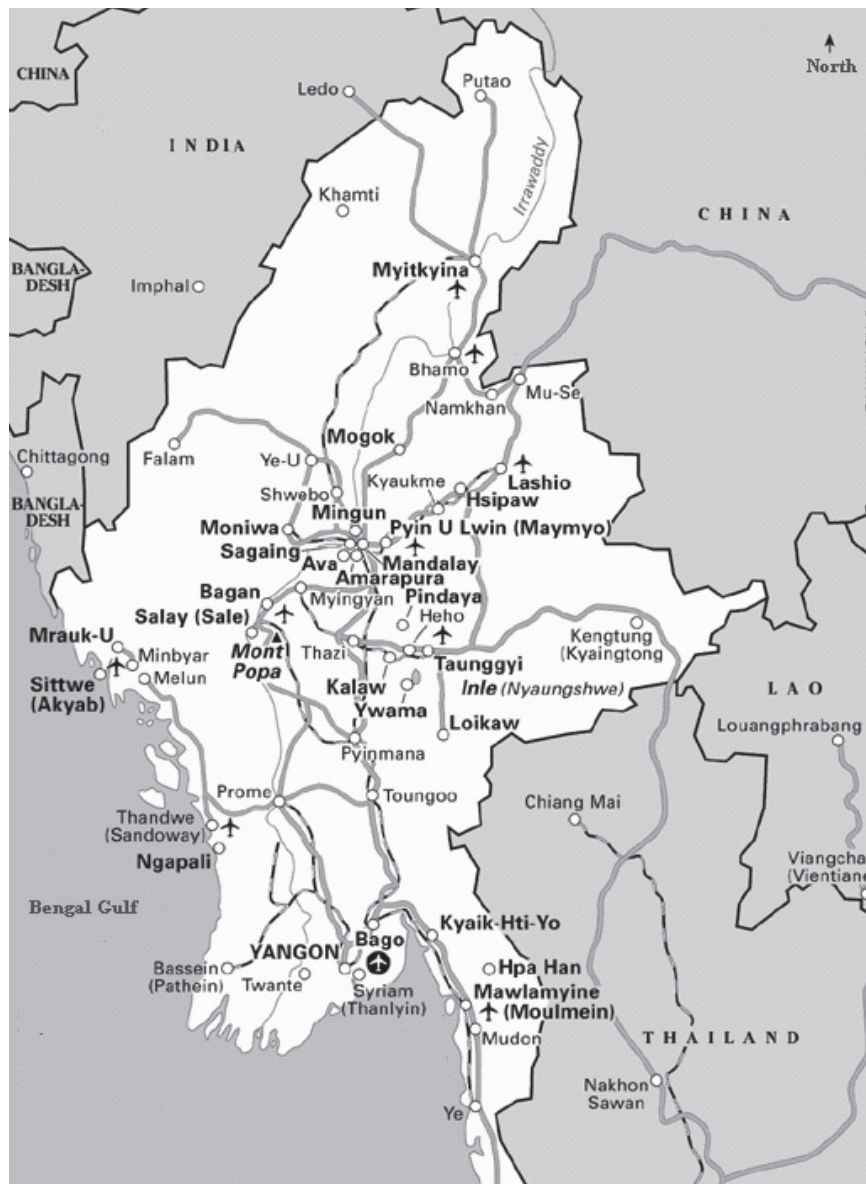 North
CHINA
Ledo
Putao
INDIA
Irrawaddy
Khamti
CHINA
BANGLA-
DESH
Myitkyina
Imphal
Bhamo
Mu-Se
Namkhan
Mogok
Chittagong
Falam
Ye-U
Kyaukme
Lashio
Shwebo
Hsipaw
BANGLA-
DESH
Mingun
Moniwa
Pyin U Lwin (Maymyo)
Sagaing
Ava
Mandalay
Amarapura
Bagan
Myingyan
Pindaya
Salay (Sale)
Heho
Mrauk-U
Mont
Popa
Thazi
Kengtung
(Kyaingtong
Minbyar
Taunggyi
Melun
Sittwe
(Akyab)
Kalaw
Inle (Nyaungshwe)
LAO
Ywama
Loikaw
Louangphrabang
Pyinmana
Prome
Toungoo
Chiang Mai
Thandwe
(Sandoway)
Ngapali
Viangcha
(Vientiane
Bengal Gulf
Kyaik-Hti-Yo
YANGON
Bago
Bassein
(Pathein)
Twante
Syriam
(Thanlyin)
Hpa Han
Mawlamyine
(Moulmein)
Mudon
THAILAND
Nakhon
Sawan
Ye